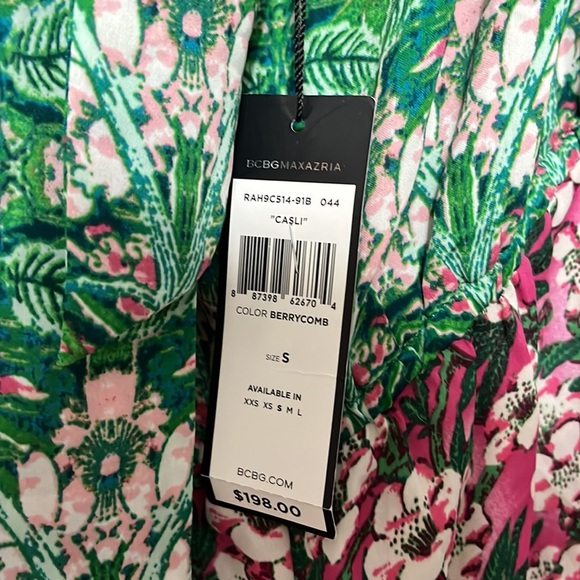 BCBGMAXAZRIA
RAH9C514-91B 044
"CASLI"
8 87398 62670 4
COLOR BERRYCOMB
SIZE S
AVAILABLE IN
XXS XS S M L
BCBG.COM
$198.00